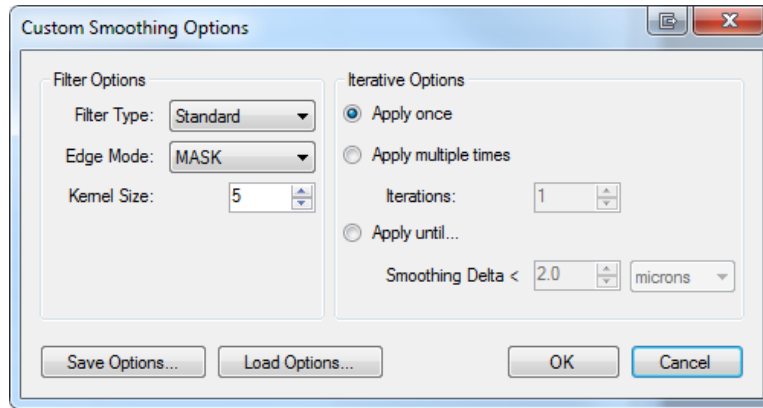 Custom Smoothing Options
Filter Options
Filter Type: Standard
Edge Mode: MASK
Kernel Size: 5
Iterative Options
Apply once
Apply multiple times
Iterations: 1
Apply until...
Smoothing Delta < 2.0 microns
Save Options...
Load Options...
OK
Cancel